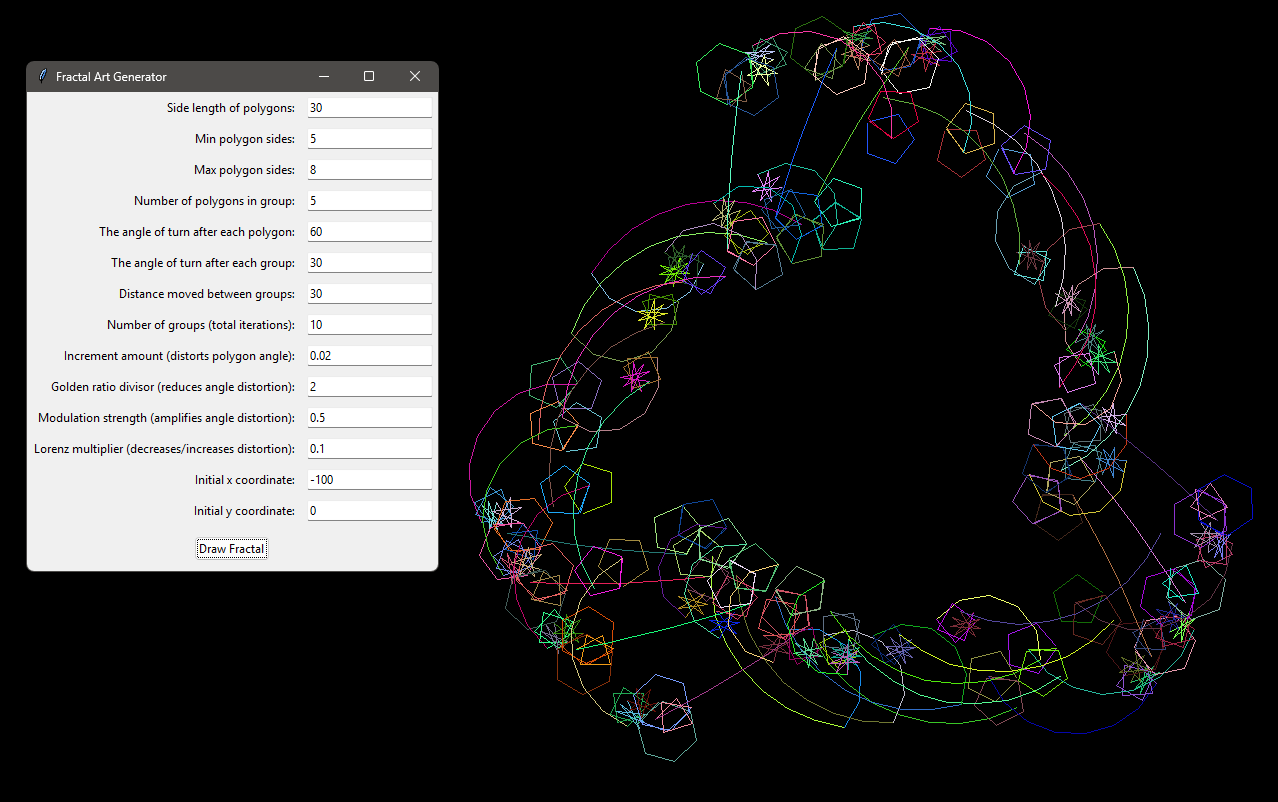 Fractal Art Generator
Side length of polygons: 30
Min polygon sides: 5
Max polygon sides: 8
Number of polygons in group: 5
The angle of turn after each polygon: 60
The angle of turn after each group: 30
Distance moved between groups: 30
Number of groups (total iterations): 10
Increment amount (distorts polygon angle): 0.02
Golden ratio divisor (reduces angle distortion): 2
Modulation strength (amplifies angle distortion): 0.5
Lorenz multiplier (decreases/increases distortion): 0.1
Initial x coordinate: -100
Initial y coordinate: 0
Draw Fractal